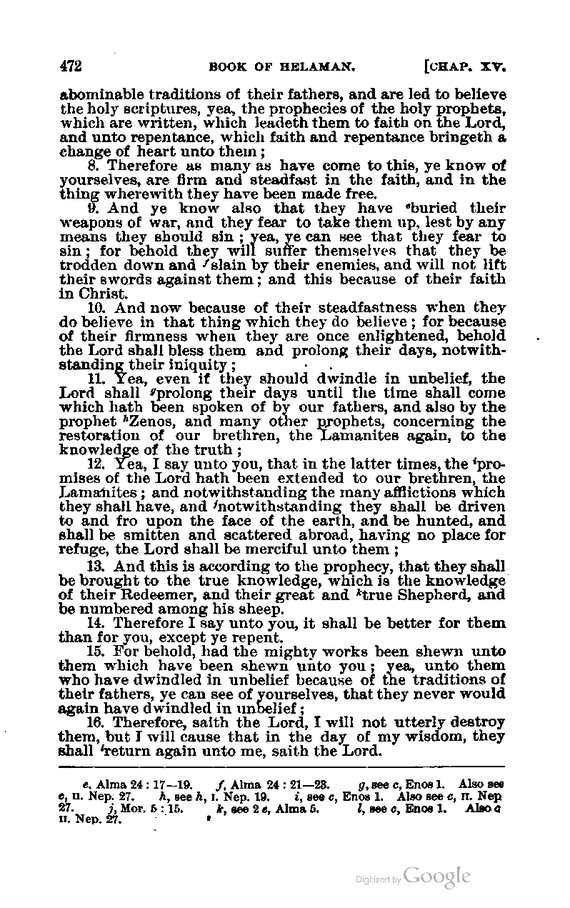 472 BOOK OF HELAMAN. [CHAP. XV.
abominable traditions of their fathers, and are led to believe
the holy scriptures, yea, the prophecies of the holy prophets,
which are written, which leadeth them to faith on the Lord,
and unto repentance, which faith and repentance bringeth a
change of heart unto them;
8. Therefore as many as have come to this, ye know of
yourselves, are firm and steadfast in the faith, and in the
thing wherewith they have been made free.
9. And ye know also that they have ᵉburied their
weapons of war, and they fear to take them up, lest by any
means they should sin; yea, ye can see that they fear to
sin; for behold they will suffer themselves that they be
trodden down and ᶠslain by their enemies, and will not lift
their swords against them; and this because of their faith
in Christ.
10. And now because of their steadfastness when they
do believe in that thing which they do believe; for because
of their firmness when they are once enlightened, behold
the Lord shall bless them and prolong their days, notwith-
standing their iniquity;
11. Yea, even if they should dwindle in unbelief, the
Lord shall ᵍprolong their days until the time shall come
which hath been spoken of by our fathers, and also by the
prophet ʰZenos, and many other prophets, concerning the
restoration of our brethren, the Lamanites again, to the
knowledge of the truth;
12. Yea, I say unto you, that in the latter times, the ⁱpro-
mises of the Lord hath been extended to our brethren, the
Lamanites; and notwithstanding the many afflictions which
they shall have, and ʲnotwithstanding they shall be driven
to and fro upon the face of the earth, and be hunted, and
shall be smitten and scattered abroad, having no place for
refuge, the Lord shall be merciful unto them;
13. And this is according to the prophecy, that they shall
be brought to the true knowledge, which is the knowledge
of their Redeemer, and their great and ᵏtrue Shepherd, and
be numbered among his sheep.
14. Therefore I say unto you, it shall be better for them
than for you, except ye repent.
15. For behold, had the mighty works been shewn unto
them which have been shewn unto you; yea, unto them
who have dwindled in unbelief because of the traditions of
their fathers, ye can see of yourselves, that they never would
again have dwindled in unbelief;
16. Therefore, saith the Lord, I will not utterly destroy
them, but I will cause that in the day of my wisdom, they
shall ˡreturn again unto me, saith the Lord.
e, Alma 24 : 17—19. f, Alma 24 : 21—23. g, see c, Enos 1. Also see
e, II. Nep. 27. h, see h, I. Nep. 19. i, see c, Enos 1. Also see c, II. Nep
27. j, Mor. 5 : 15. k, see 2 e, Alma 5. l, see c, Enos 1. Also c
II. Nep. 27.
Digitized by Google